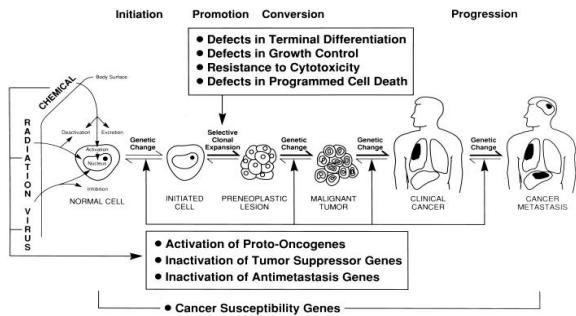 Initiation Promotion Conversion Progression
● Defects in Terminal Differentiation
● Defects in Growth Control
● Resistance to Cytotoxicity
● Defects in Programmed Cell Death
CHEMICAL
RADIATION VIRUS
Body Surface
Deactivation
Excretion
Activation
Nucleus
Inhibition
Genetic
Change
Selective
Clonal
Expansion
Genetic
Change
Genetic
Change
Genetic
Change
NORMAL CELL
INITIATED
CELL
PRENEOPLASTIC
LESION
MALIGNANT
TUMOR
CLINICAL
CANCER
CANCER
METASTASIS
● Activation of Proto-Oncogenes
● Inactivation of Tumor Suppressor Genes
● Inactivation of Antimetastasis Genes
● Cancer Susceptibility Genes